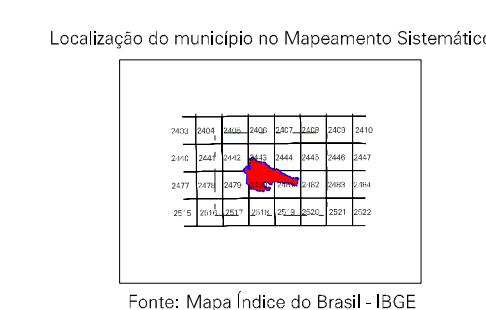 Localização do município no Mapeamento Sistemátic
2403 2404 2405 2406 2407 2408 2409 2410
2440 2441 2442 2443 2444 2445 2446 2447
2477 2478 2479 2482 2483 2484
2515 2516 2517 2518 2519 2520 2521 2522
Fonte: Mapa Índice do Brasil - IBGE